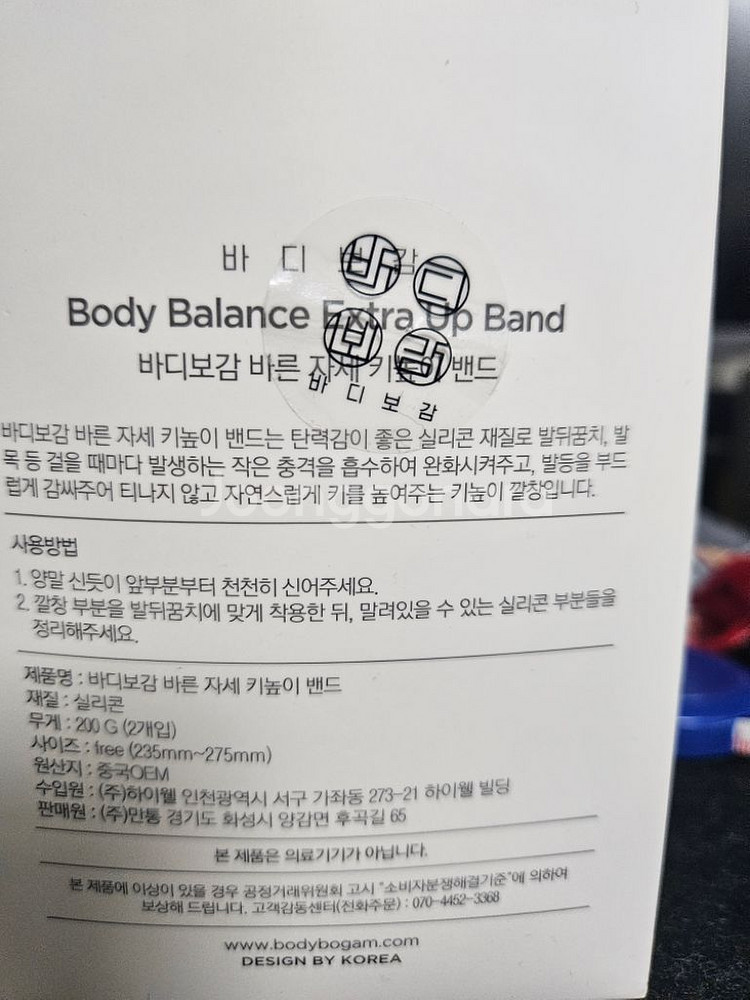 바 디 보 감
바 디
Body Balance Extra Up Band
보 감
바디보감 바른 자세 키높이 밴드
바 디 보 감
바디보감 바른 자세 키높이 밴드는 탄력감이 좋은 실리콘 재질로 발뒤꿈치, 발
목 등 걸을 때마다 발생하는 작은 충격을 흡수하여 완화시켜주고, 발등을 부드
럽게 감싸주어 티나지 않고 자연스럽게 키를 높여주는 키높이 깔창입니다.
Joonggonara
사용방법
1. 양말 신듯이 앞부분부터 천천히 신어주세요.
2. 깔창 부분을 발뒤꿈치에 맞게 착용한 뒤, 말려있을 수 있는 실리콘 부분들을
정리해주세요.
제품명 : 바디보감 바른 자세 키높이 밴드
재질 : 실리콘
무게 : 200 G (2개입)
사이즈 : free (235mm~275mm)
원산지 : 중국OEM
수입원 : (주)하이웰 인천광역시 서구 가좌동 273-21 하이웰 빌딩
판매원 : (주)만통 경기도 화성시 양감면 후곡길 65
본 제품은 의료기기가 아닙니다.
본 제품에 이상이 있을 경우 공정거래위원회 고시 "소비자분쟁해결기준"에 의하여
보상해 드립니다. 고객감동센터(전화주문) : 070-4452-3368
www.bodybogam.com
DESIGN BY KOREA